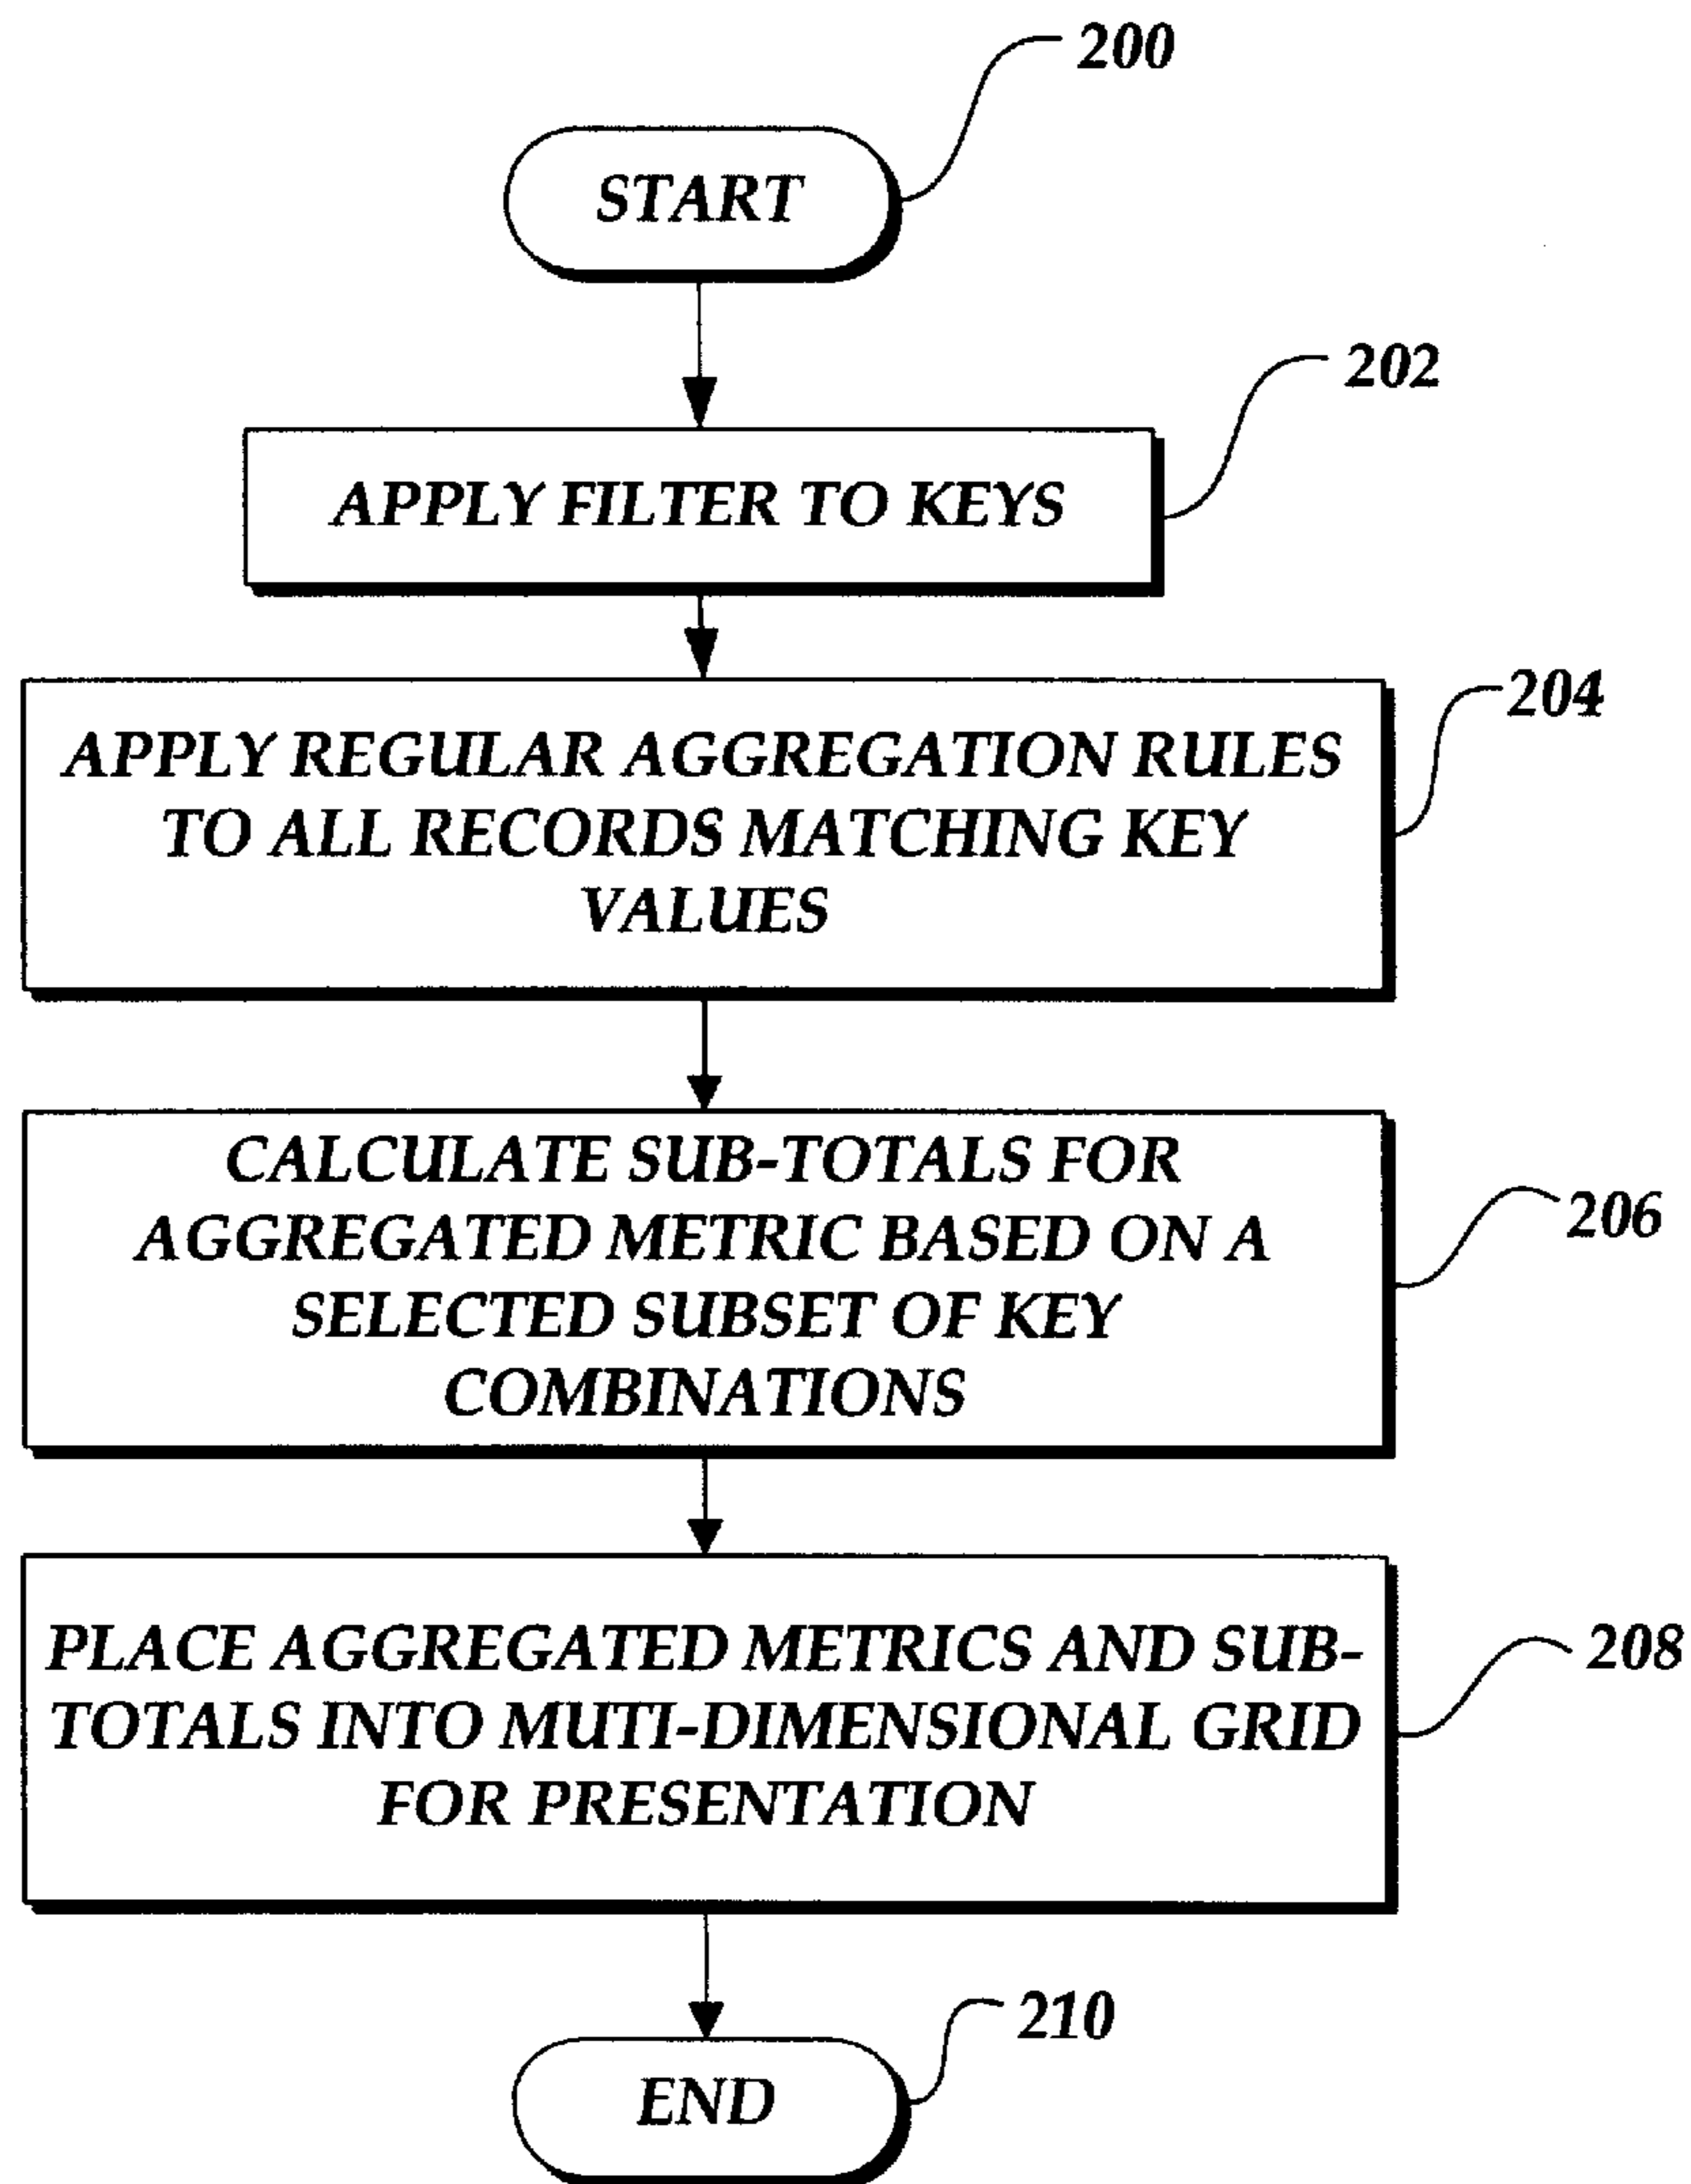 200
START
202
APPLY FILTER TO KEYS
204
APPLY REGULAR AGGREGATION RULES
TO ALL RECORDS MATCHING KEY
VALUES
CALCULATE SUB-TOTALS FOR
AGGREGATED METRIC BASED ON A
SELECTED SUBSET OF KEY
COMBINATIONS
206
PLACE AGGREGATED METRICS AND SUB-
TOTALS INTO MUTI-DIMENSIONAL GRID
FOR PRESENTATION
208
210
END